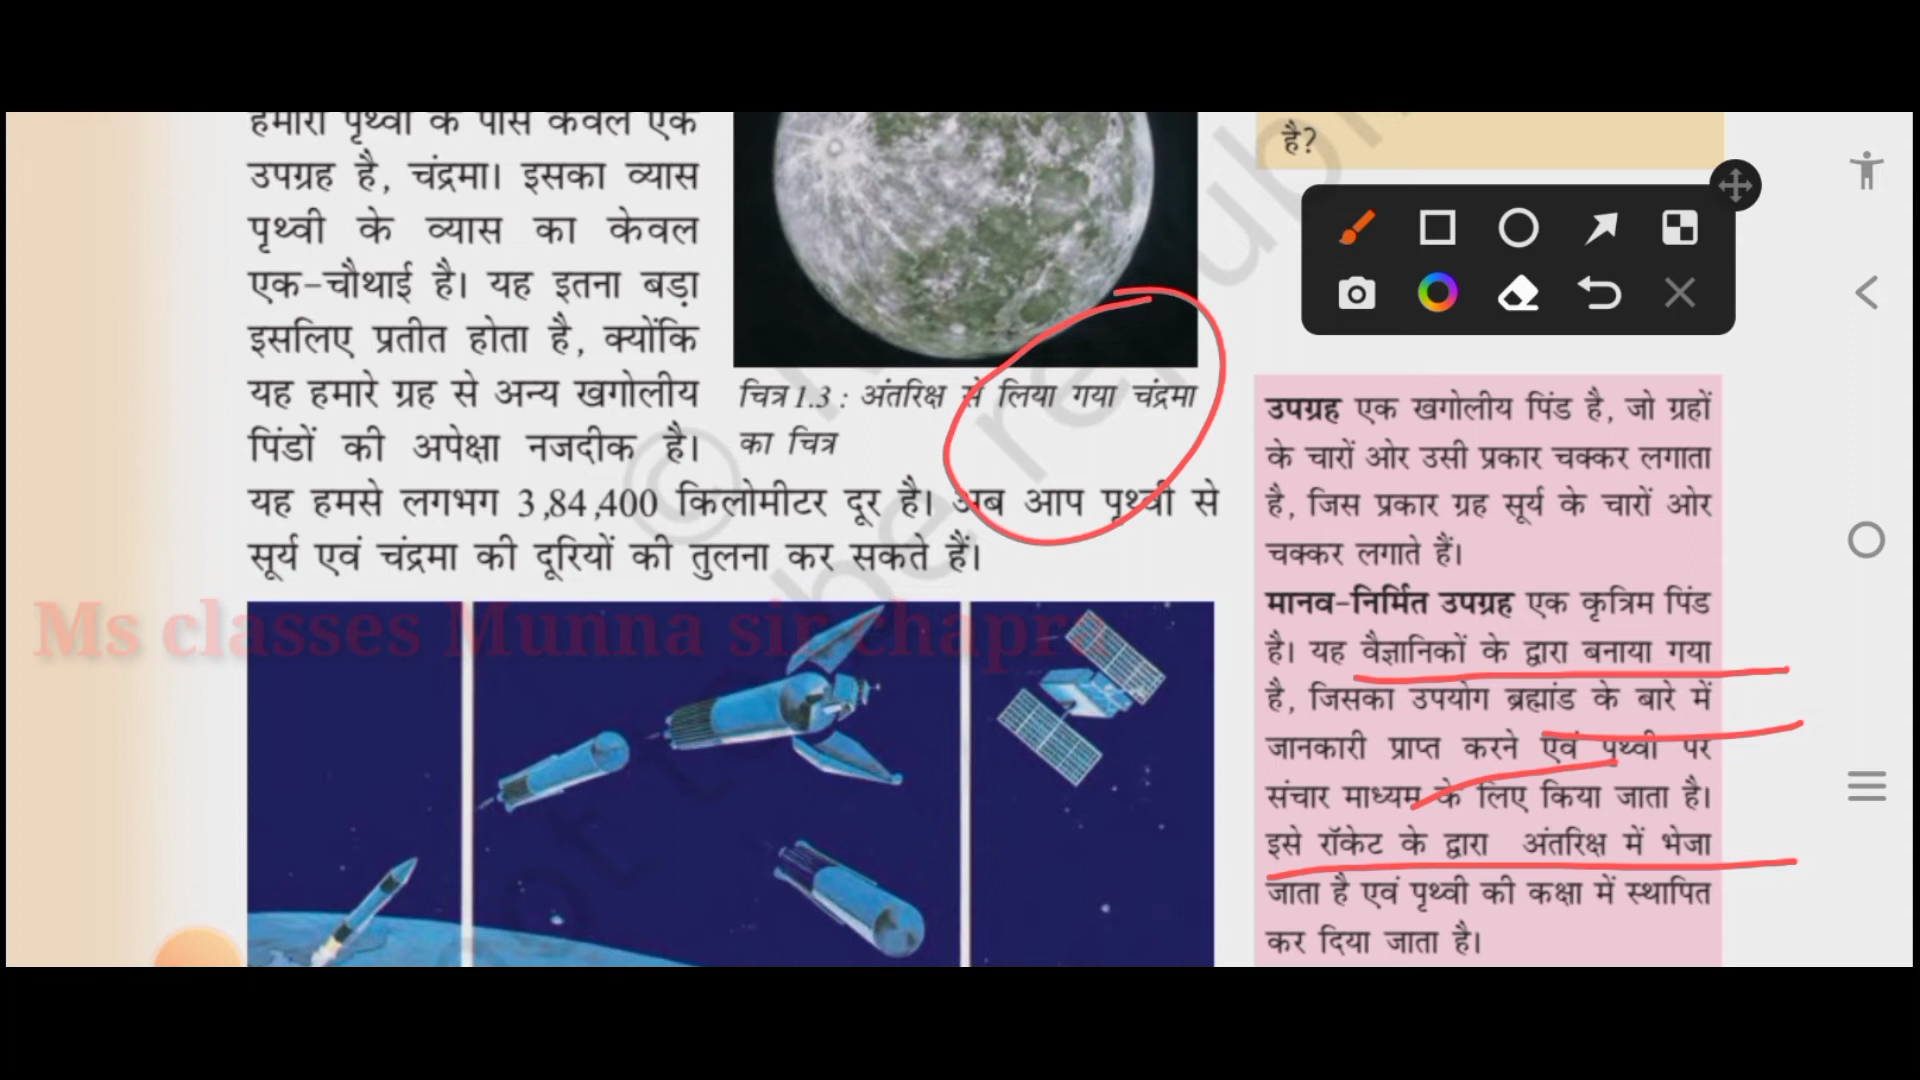 हमारी पृथ्वी के पास केवल एक
उपग्रह है, चंद्रमा। इसका व्यास
पृथ्वी के व्यास का केवल
एक-चौथाई है। यह इतना बड़ा
इसलिए प्रतीत होता है, क्योंकि
यह हमारे ग्रह से अन्य खगोलीय
पिंडों की अपेक्षा नजदीक है।
यह हमसे लगभग 3,84,400 किलोमीटर दूर है। अब आप पृथ्वी से
सूर्य एवं चंद्रमा की दूरियों की तुलना कर सकते हैं।
चित्र 1.3 : अंतरिक्ष से लिया गया चंद्रमा
का चित्र
Ms classes Munna sir chapra
है?
उपग्रह एक खगोलीय पिंड है, जो ग्रहों
के चारों ओर उसी प्रकार चक्कर लगाता
है, जिस प्रकार ग्रह सूर्य के चारों ओर
चक्कर लगाते हैं।
मानव-निर्मित उपग्रह एक कृत्रिम पिंड
है। यह वैज्ञानिकों के द्वारा बनाया गया
है, जिसका उपयोग ब्रह्मांड के बारे में
जानकारी प्राप्त करने एवं पृथ्वी पर
संचार माध्यम के लिए किया जाता है।
इसे रॉकेट के द्वारा अंतरिक्ष में भेजा
जाता है एवं पृथ्वी की कक्षा में स्थापित
कर दिया जाता है।